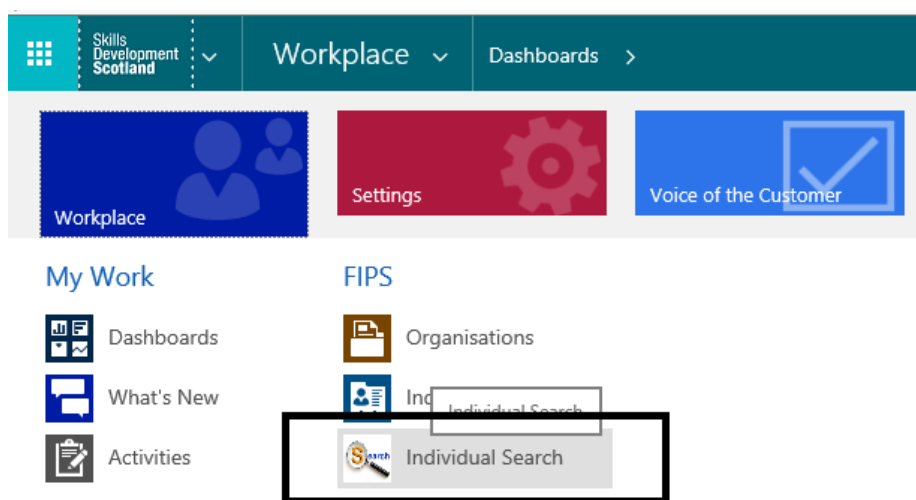 Skills
Development
Scotland
Workplace
Dashboards
Workplace
Settings
Voice of the Customer
My Work
FIPS
Dashboards
Organisations
What's New
Individual Search
Activities
Individual Search